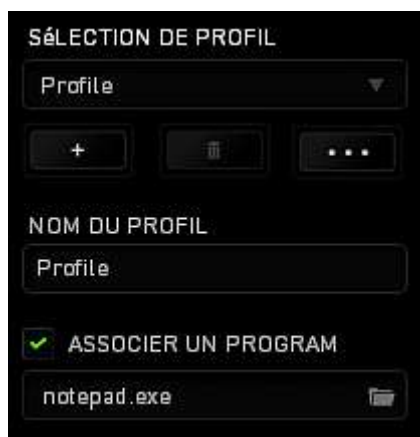 SéLECTION DE PROFIL
Profile
+
...
NOM DU PROFIL
Profile
ASSOCIER UN PROGRAM
notepad.exe